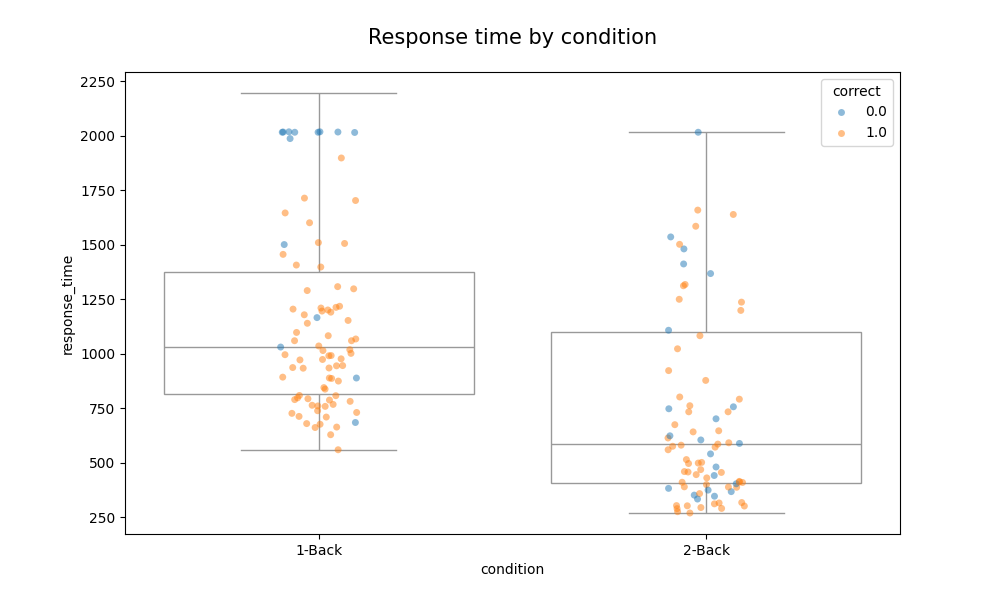 Response time by condition
correct
0.0
1.0
2250
2000
1750
1500
1250
1000
750
500
250
response_time
1-Back
2-Back
condition